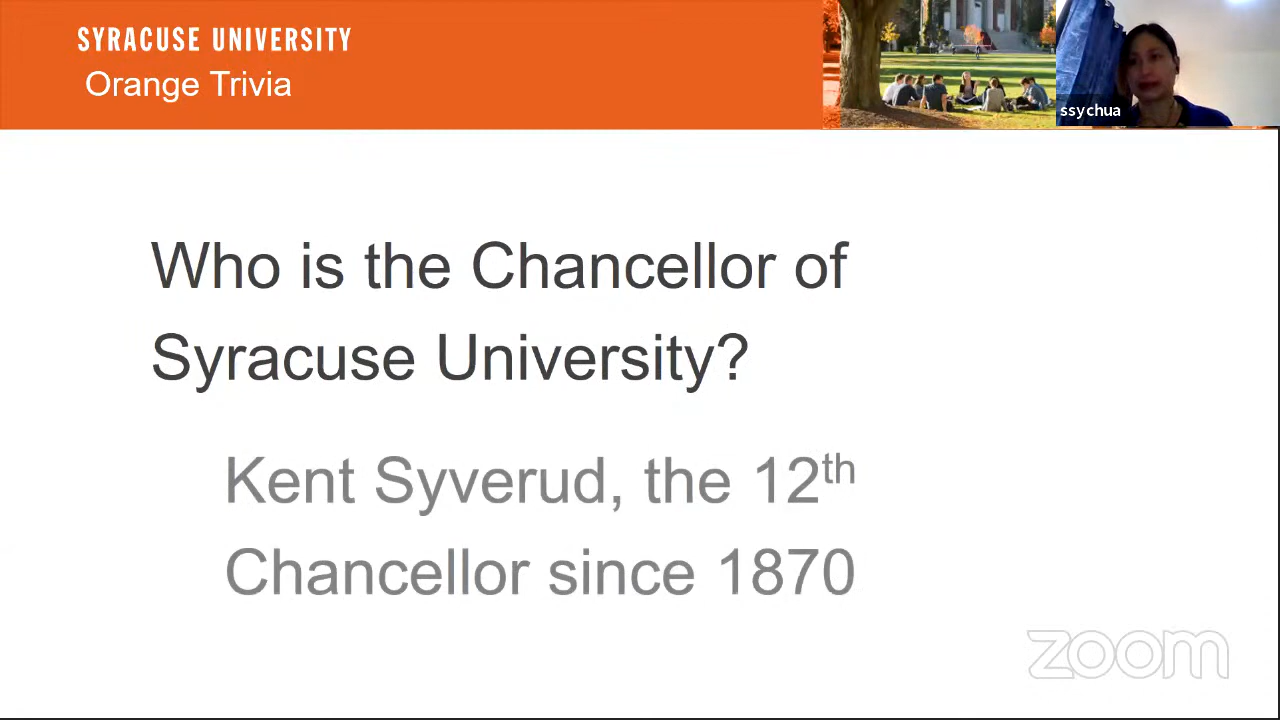 SYRACUSE UNIVERSITY
Orange Trivia
ssychua
Who is the Chancellor of
Syracuse University?
Kent Syverud, the 12th
Chancellor since 1870
zoom